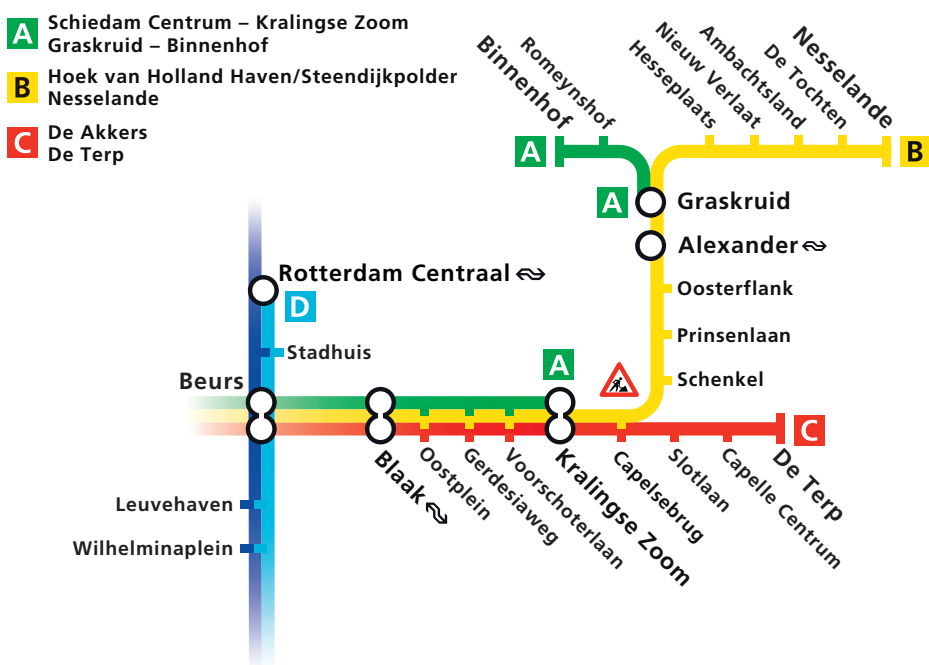 A
Schiedam Centrum – Kralingse Zoom
Graskruid – Binnenhof
B
Hoek van Holland Haven/Steendijkpolder
Nesselande
C
De Akkers
De Terp
Binnenhof
Romeynshof
Hesseplaats
Nieuw Verlaat
Ambachtsland
De Tochten
Nesselande
A
B
A
Graskruid
Alexander
Oosterflank
Prinsenlaan
Schenkel
Rotterdam Centraal
D
Stadhuis
Beurs
A
C
Blaak
Oostplein
Gerdesiaweg
Voorschoterlaan
Kralingse Zoom
Capelsebrug
Slotlaan
Capelle Centrum
De Terp
Leuvehaven
Wilhelminaplein